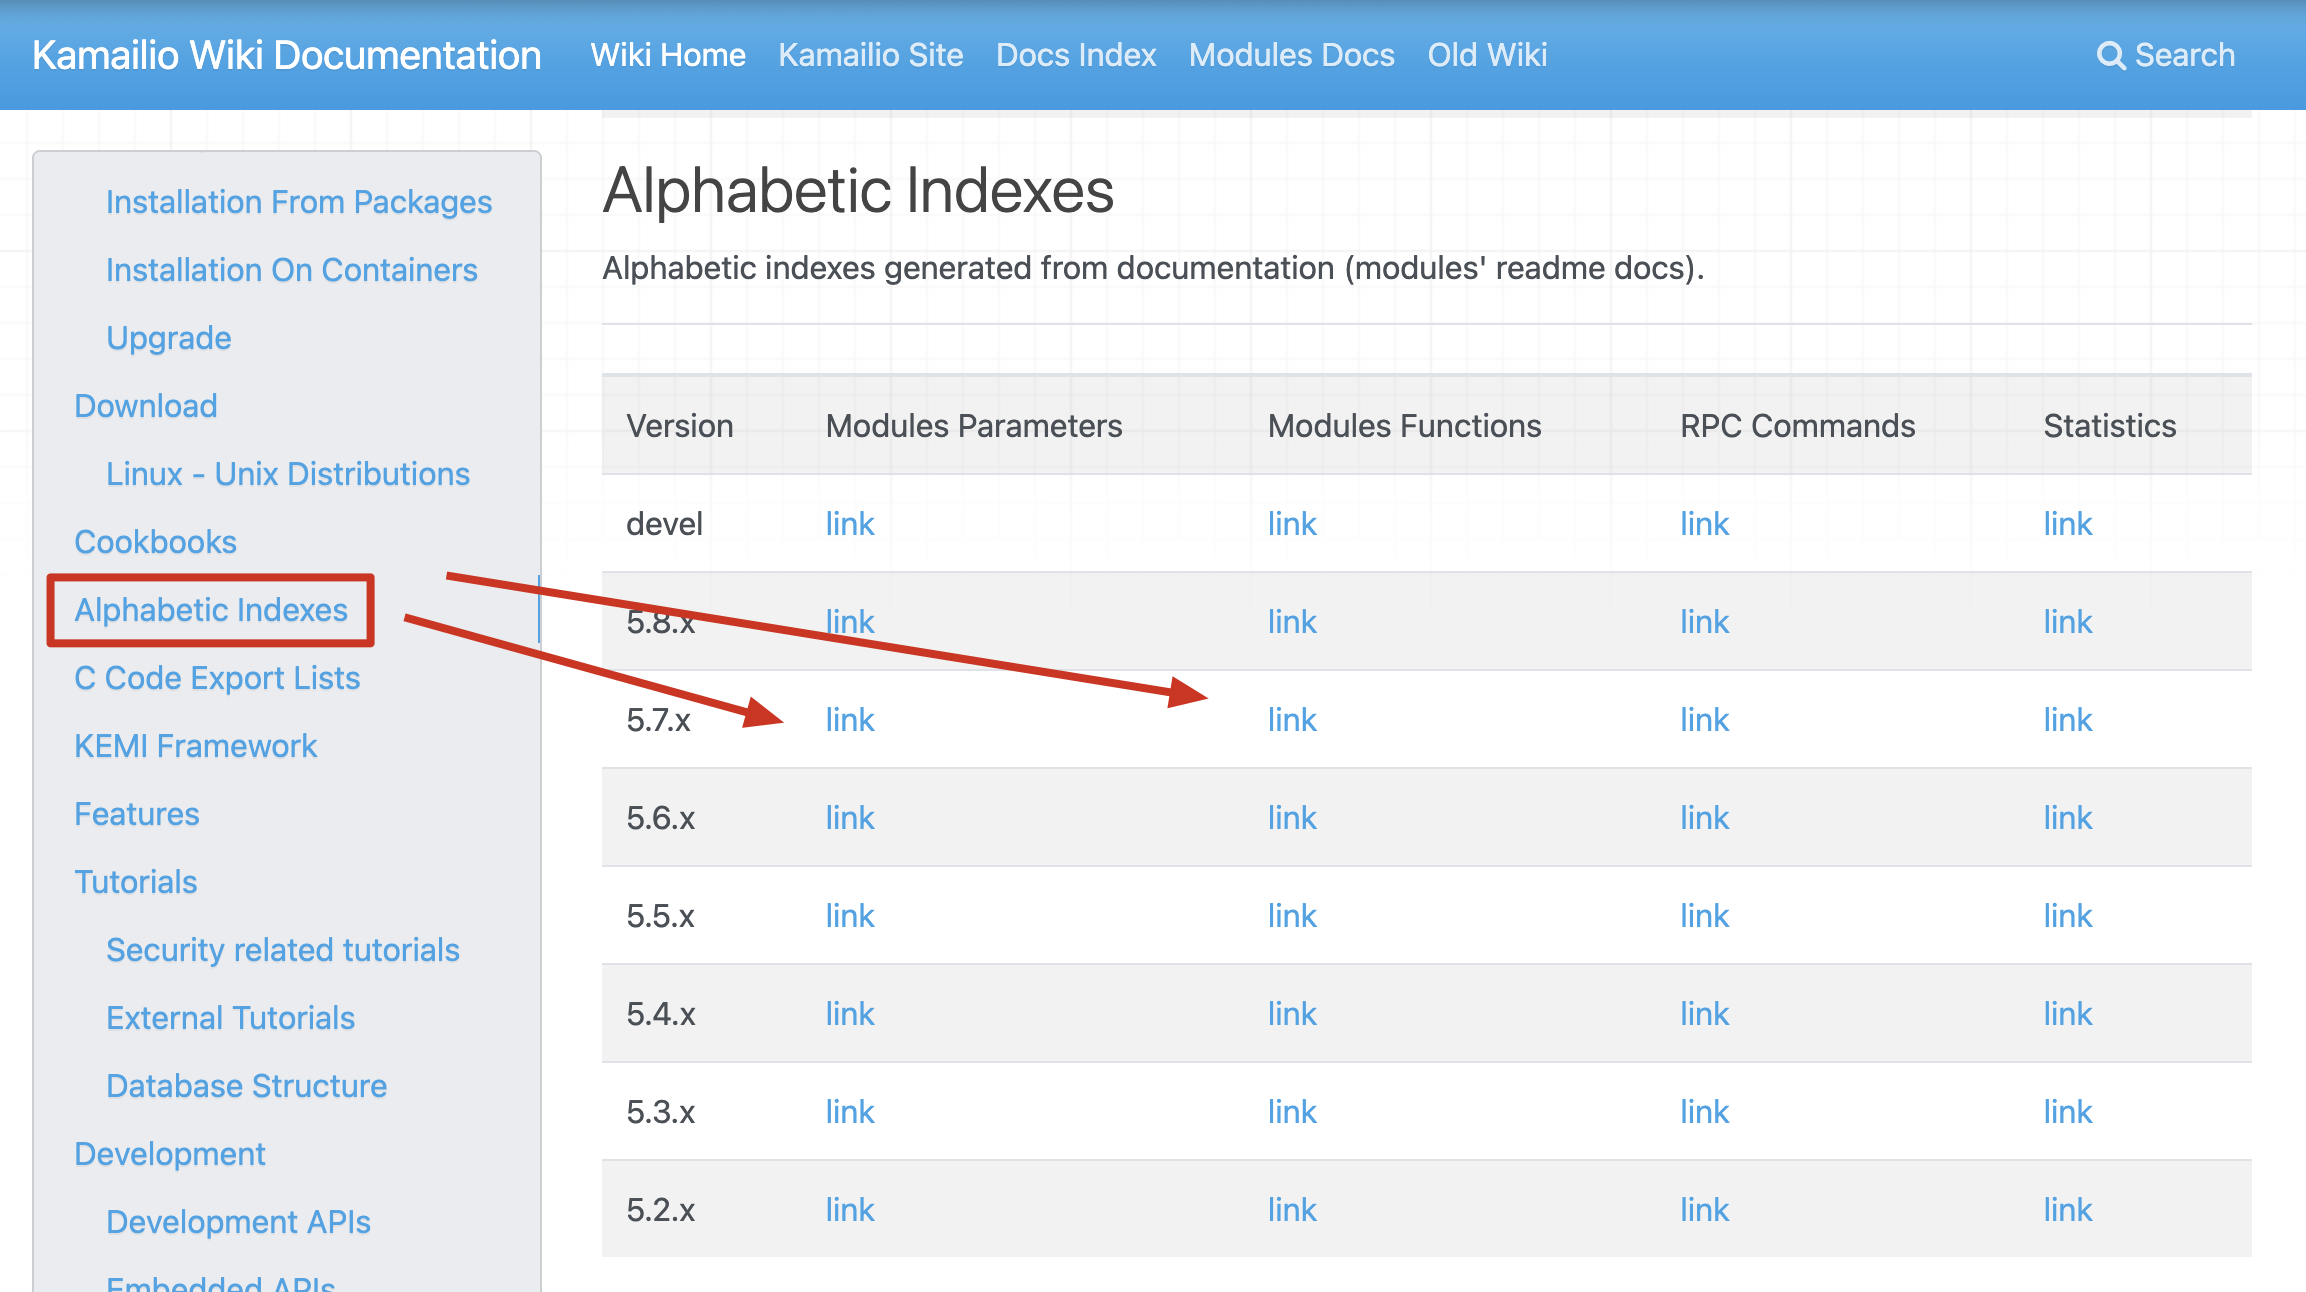 Kamailio Wiki Documentation Wiki Home Kamailio Site Docs Index Modules Docs Old Wiki Search
Installation From Packages
Installation On Containers
Upgrade
Download
Linux - Unix Distributions
Cookbooks
Alphabetic Indexes
C Code Export Lists
KEMI Framework
Features
Tutorials
Security related tutorials
External Tutorials
Database Structure
Development
Development APIs
Embedded APIs
Alphabetic Indexes
Alphabetic indexes generated from documentation (modules' readme docs).
Version Modules Parameters Modules Functions RPC Commands Statistics
devel link link link link
5.8.x link link link link
5.7.x link link link link
5.6.x link link link link
5.5.x link link link link
5.4.x link link link link
5.3.x link link link link
5.2.x link link link link